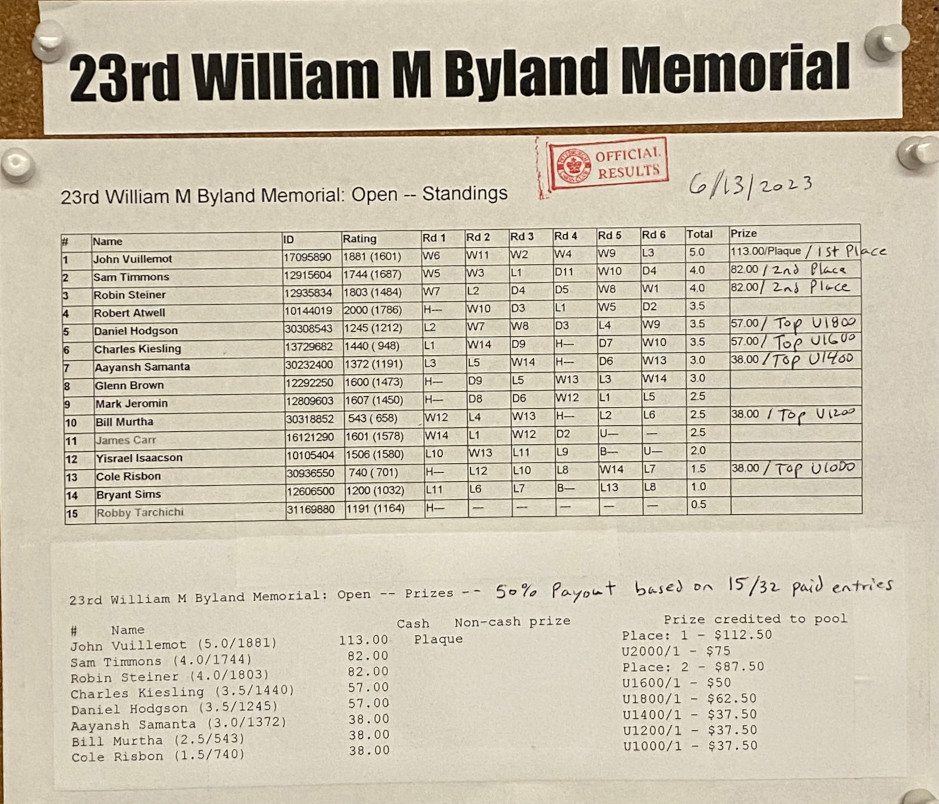 23rd William M Byland Memorial
OFFICIAL
RESULTS
6/13/2023
23rd William M Byland Memorial: Open -- Standings
# Name ID Rating Rd 1 Rd 2 Rd 3 Rd 4 Rd 5 Rd 6 Total Prize
1 John Vuillemot 17095890 1881 (1601) W6 W11 W2 W4 W9 L3 5.0 113.00/Plaque / 1st Place
2 Sam Timmons 12915604 1744 (1687) W5 W3 L1 D11 W10 D4 4.0 82.00 / 2nd Place
3 Robin Steiner 12935834 1803 (1484) W7 L2 D4 D5 W8 W1 4.0 82.00/ 2nd Place
4 Robert Atwell 10144019 2000 (1786) H--- W10 D3 L1 W5 D2 3.5
5 Daniel Hodgson 30308543 1245 (1212) L2 W7 W8 D3 L4 W9 3.5 57.00/ Top U1800
6 Charles Kiesling 13729682 1440 ( 948) L1 W14 D9 H--- D7 W10 3.5 57.00/ Top U1600
7 Aayansh Samanta 30232400 1372 (1191) L3 L5 W14 H--- D6 W13 3.0 38.00 /Top U1400
8 Glenn Brown 12292250 1600 (1473) H--- D9 L5 W13 L3 W14 3.0
9 Mark Jeromin 12809603 1607 (1450) H--- D8 D6 W12 L1 L5 2.5
10 Bill Murtha 30318852 543 ( 658) W12 L4 W13 H--- L2 L6 2.5 38.00 / Top U1200
11 James Carr 16121290 1601 (1578) W14 L1 W12 D2 U--- --- 2.5
12 Yisrael Isaacson 10105404 1506 (1580) L10 W13 L11 L9 B--- U--- 2.0
13 Cole Risbon 30936550 740 ( 701) H--- L12 L10 L8 W14 L7 1.5 38.00 / Top U1000
14 Bryant Sims 12606500 1200 (1032) L11 L6 L7 B--- L13 L8 1.0
15 Robby Tarchichi 31169880 1191 (1164) H--- --- --- --- --- --- 0.5
23rd William M Byland Memorial: Open -- Prizes -- 50% Payout based on 15/32 paid entries
# Name Cash Non-cash prize Prize credited to pool
John Vuillemot (5.0/1881) 113.00 Plaque Place: 1 - $112.50
Sam Timmons (4.0/1744) 82.00 U2000/1 - $75
Robin Steiner (4.0/1803) 82.00 Place: 2 - $87.50
Charles Kiesling (3.5/1440) 57.00 U1600/1 - $50
Daniel Hodgson (3.5/1245) 57.00 U1800/1 - $62.50
Aayansh Samanta (3.0/1372) 38.00 U1400/1 - $37.50
Bill Murtha (2.5/543) 38.00 U1200/1 - $37.50
Cole Risbon (1.5/740) 38.00 U1000/1 - $37.50